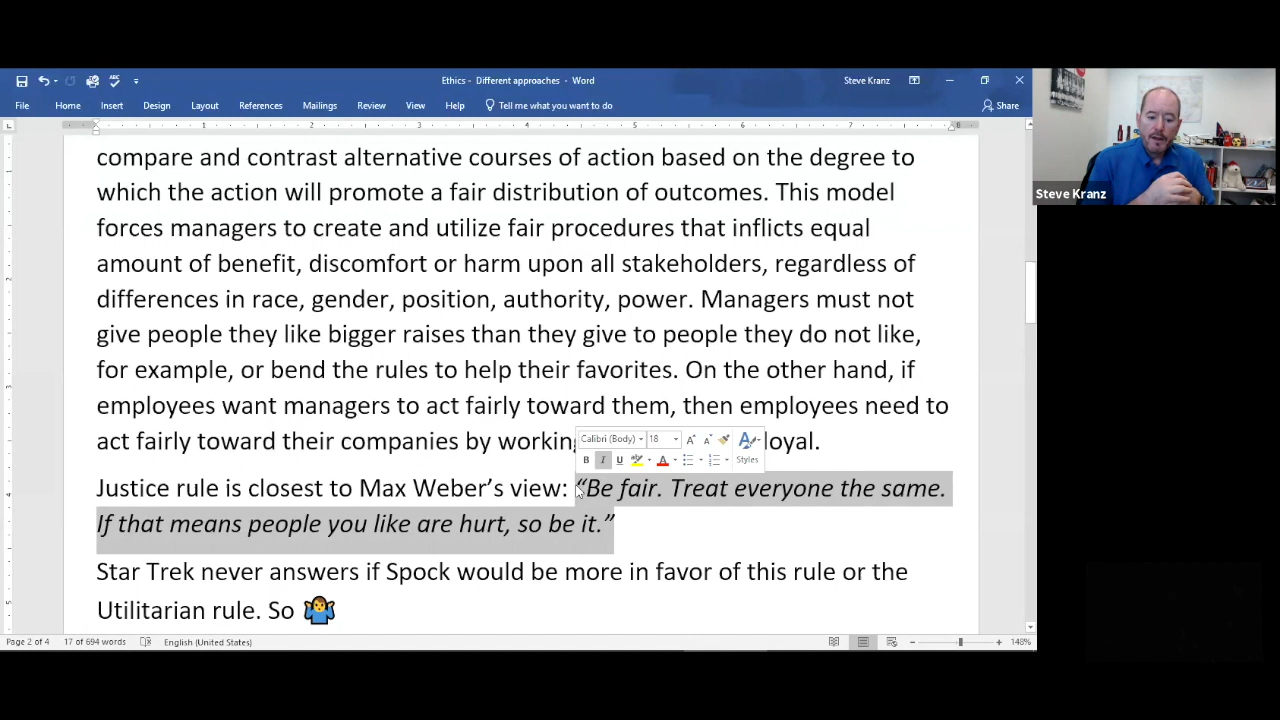 Ethics - Different approaches - Word
Steve Kranz
File Home Insert Design Layout References Mailings Review View Help Tell me what you want to do
Share
1 2 3 4 5 6 7 8
compare and contrast alternative courses of action based on the degree to
which the action will promote a fair distribution of outcomes. This model
forces managers to create and utilize fair procedures that inflicts equal
amount of benefit, discomfort or harm upon all stakeholders, regardless of
differences in race, gender, position, authority, power. Managers must not
give people they like bigger raises than they give to people they do not like,
for example, or bend the rules to help their favorites. On the other hand, if
employees want managers to act fairly toward them, then employees need to
act fairly toward their companies by working loyal.
Calibri (Body) 18
B I U Styles
Justice rule is closest to Max Weber’s view: “Be fair. Treat everyone the same.
If that means people you like are hurt, so be it.”
Star Trek never answers if Spock would be more in favor of this rule or the
Utilitarian rule. So 🤷‍♂️
Page 2 of 4 17 of 694 words English (United States) 148%
Steve Kranz